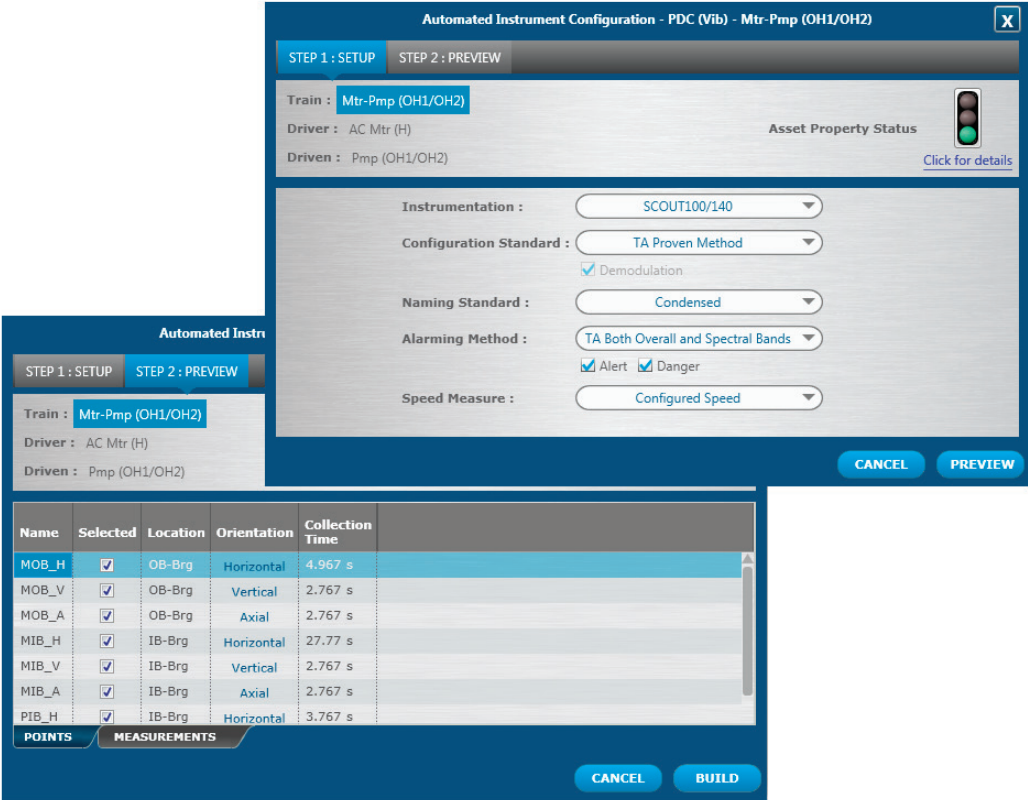 Automated Instrument Configuration - PDC (Vib) - Mtr-Pmp (OH1/OH2)
X
STEP 1 : SETUP STEP 2 : PREVIEW
Train : Mtr-Pmp (OH1/OH2)
Driver : AC Mtr (H)
Asset Property Status
Driven : Pmp (OH1/OH2)
Click for details
Instrumentation : SCOUT100/140
Configuration Standard : TA Proven Method
Demodulation
Naming Standard : Condensed
Alarming Method : TA Both Overall and Spectral Bands
Alert Danger
Speed Measure : Configured Speed
CANCEL PREVIEW
Automated Instru
STEP 1 : SETUP STEP 2 : PREVIEW
Train : Mtr-Pmp (OH1/OH2)
Driver : AC Mtr (H)
Driven : Pmp (OH1/OH2)
Name Selected Location Orientation Collection Time
MOB_H OB-Brg Horizontal 4.967 s
MOB_V OB-Brg Vertical 2.767 s
MOB_A OB-Brg Axial 2.767 s
MIB_H IB-Brg Horizontal 27.77 s
MIB_V IB-Brg Vertical 2.767 s
MIB_A IB-Brg Axial 2.767 s
PIB_H IB-Brg Horizontal 3.767 s
POINTS MEASUREMENTS
CANCEL BUILD